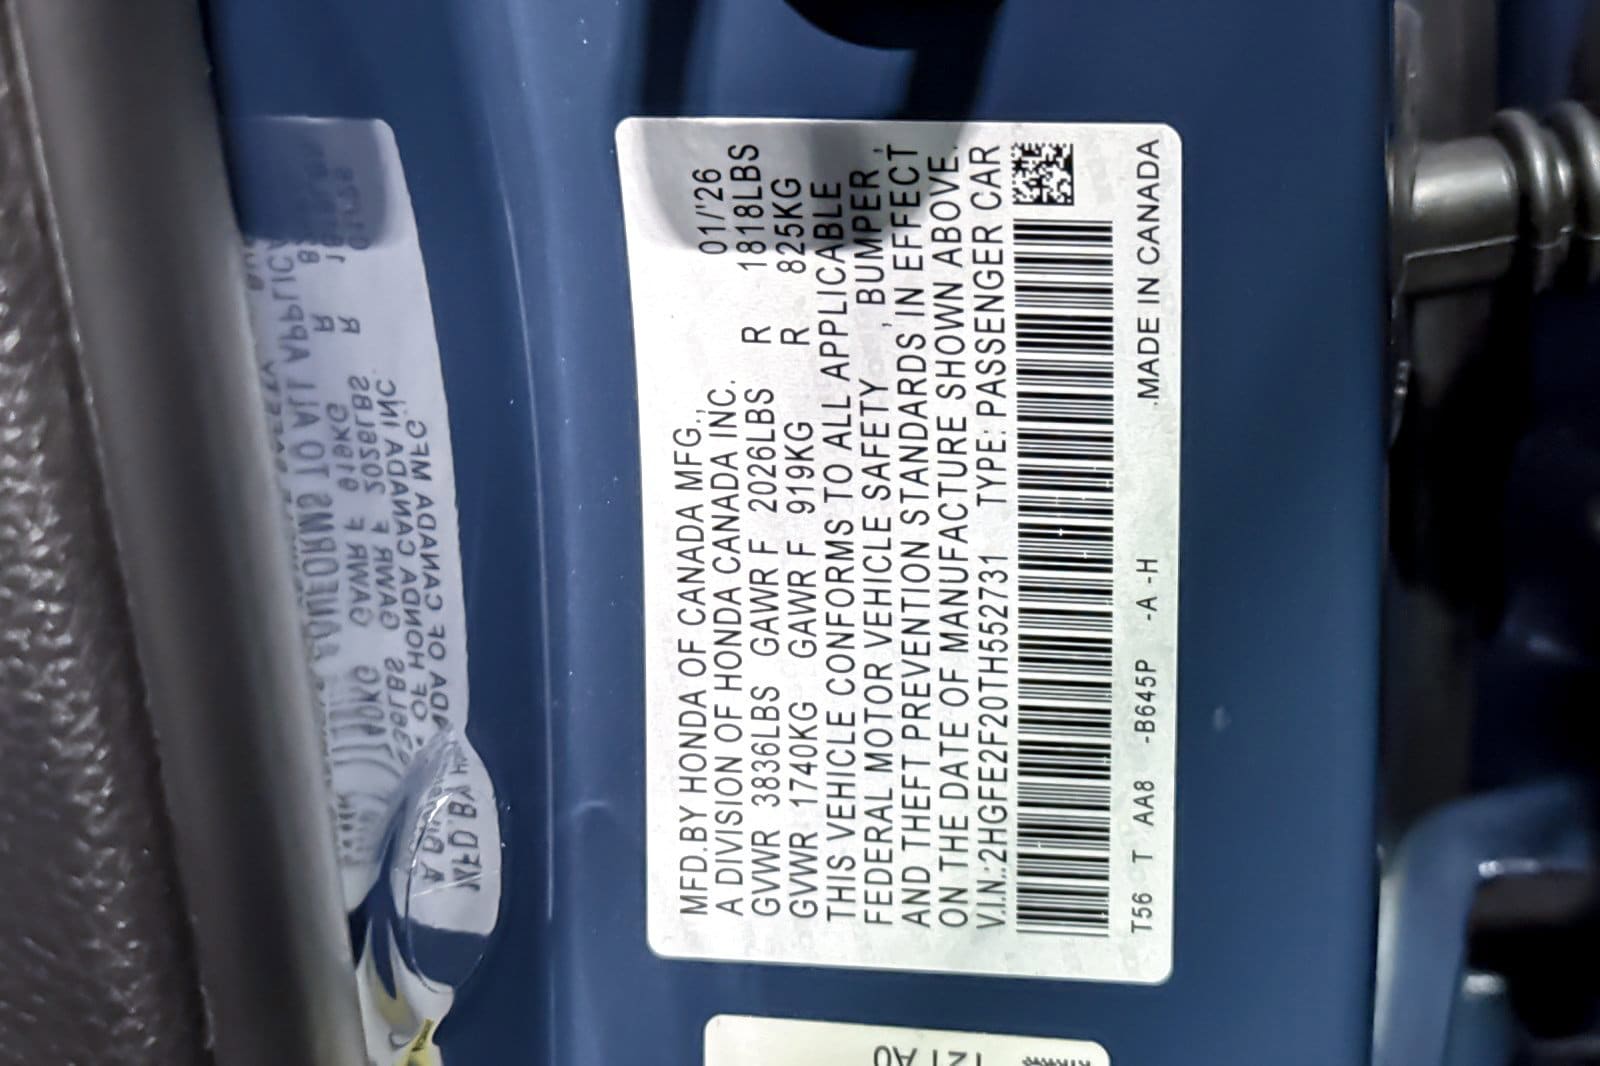 MFD.BY HONDA OF CANADA MFG., 01/'26
A DIVISION OF HONDA CANADA INC.
GVWR 3836LBS GAWR F 2026LBS R 1818LBS
GVWR 1740KG GAWR F 919KG R 825KG
THIS VEHICLE CONFORMS TO ALL APPLICABLE
FEDERAL MOTOR VEHICLE SAFETY, BUMPER,
AND THEFT PREVENTION STANDARDS IN EFFECT
ON THE DATE OF MANUFACTURE SHOWN ABOVE.
V.I.N.:2HGFE2F20TH552731 TYPE: PASSENGER CAR
T56 T AA8 -B645P -A -H .MADE IN CANADA